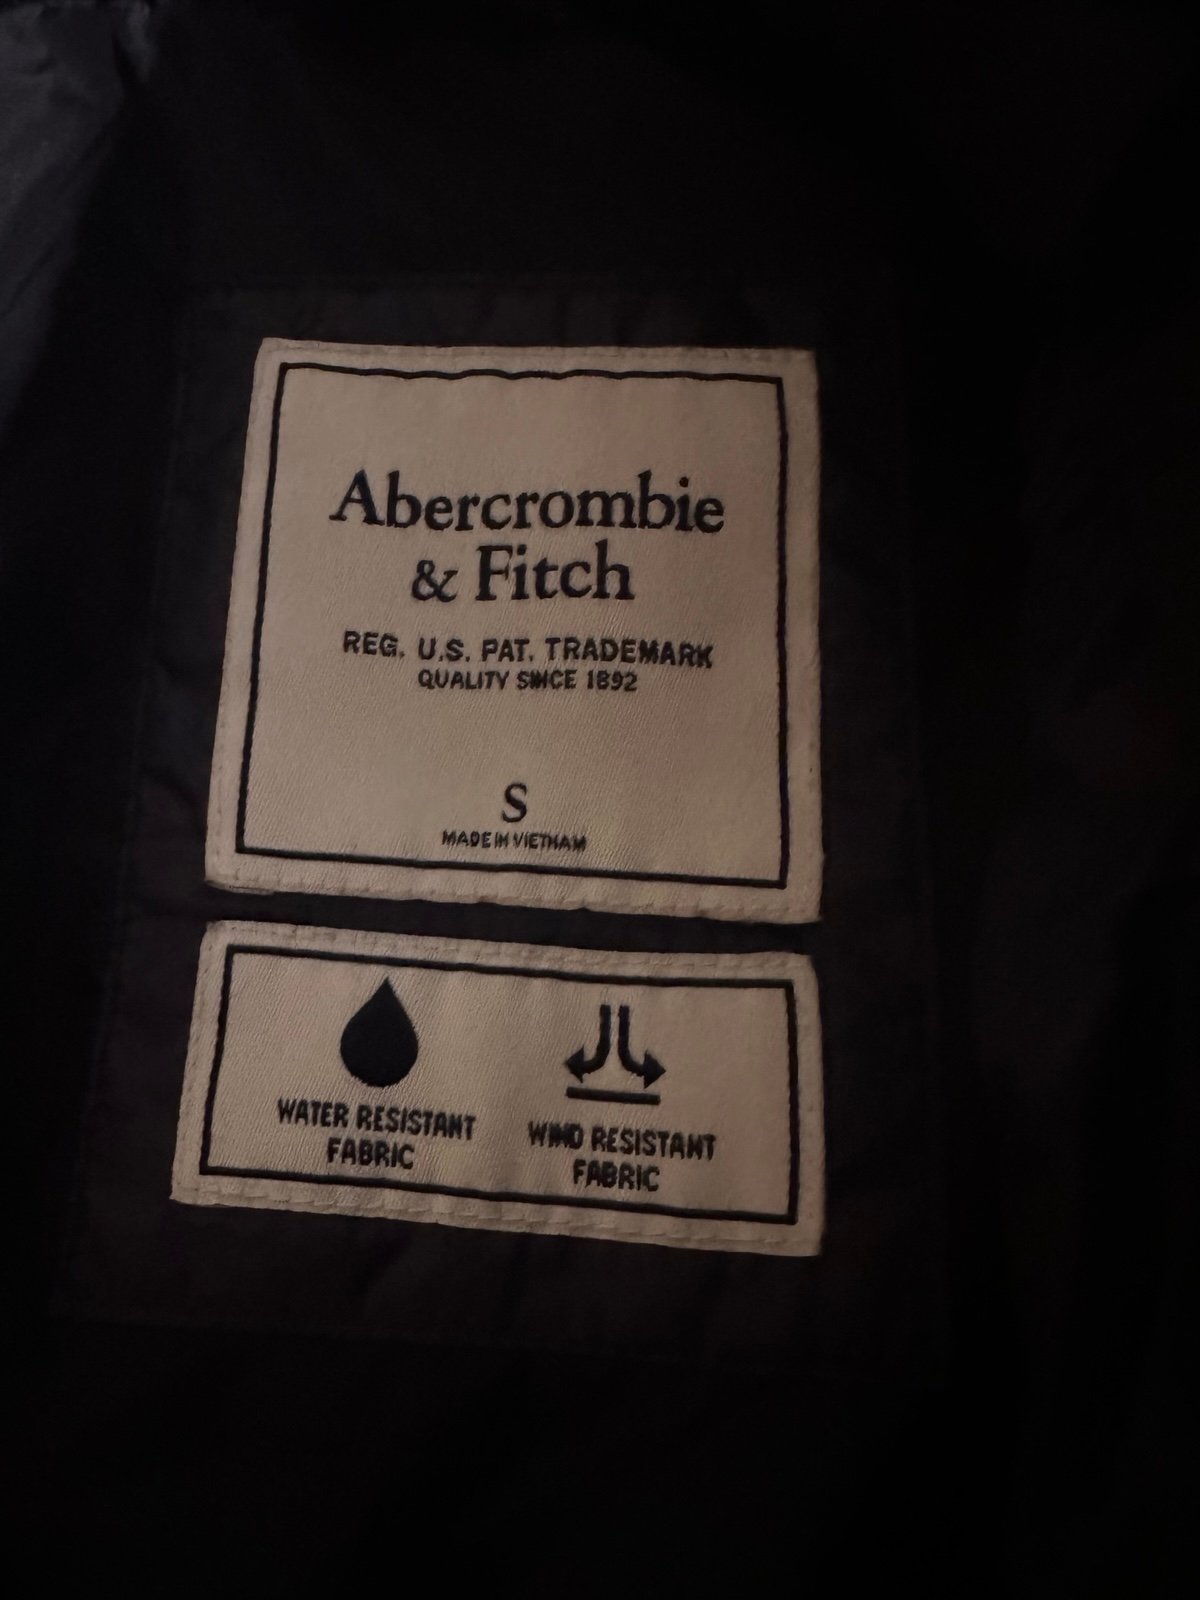 Abercrombie
& Fitch
REG. U.S. PAT. TRADEMARK
QUALITY SINCE 1892
S
MADE IN VIETNAM
WATER RESISTANT
FABRIC
WIND RESISTANT
FABRIC